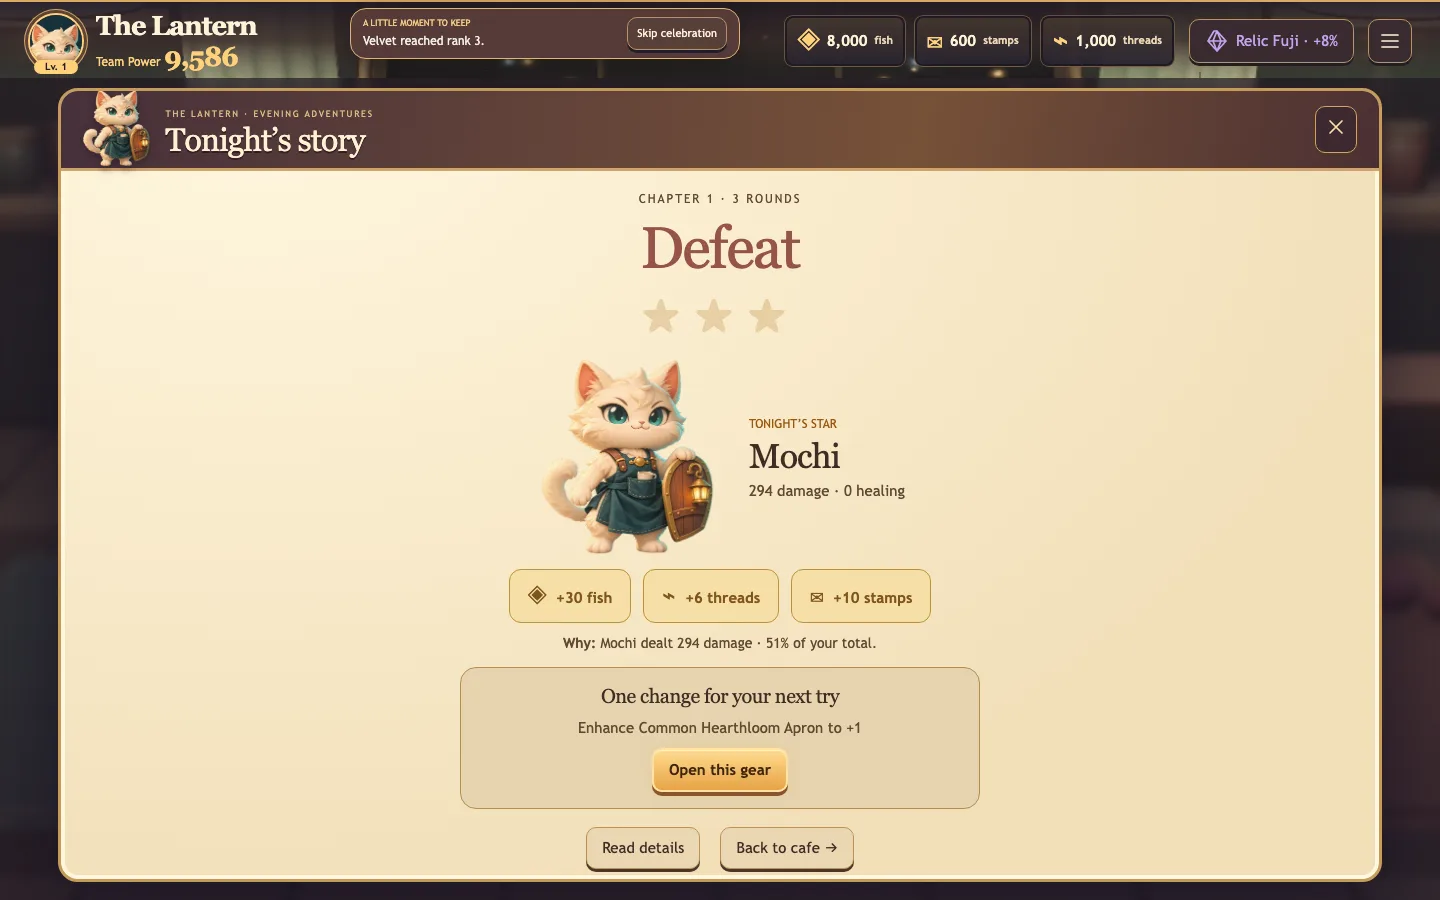 The Lantern
Team Power 9,586
Lv. 1
A LITTLE MOMENT TO KEEP
Velvet reached rank 3.
Skip celebration
8,000 fish
600 stamps
1,000 threads
Relic Fuji · +8%
THE LANTERN · EVENING ADVENTURES
Tonight's story
CHAPTER 1 · 3 ROUNDS
Defeat
TONIGHT'S STAR
Mochi
294 damage · 0 healing
+30 fish
+6 threads
+10 stamps
Why: Mochi dealt 294 damage · 51% of your total.
One change for your next try
Enhance Common Hearthloom Apron to +1
Open this gear
Read details
Back to cafe →